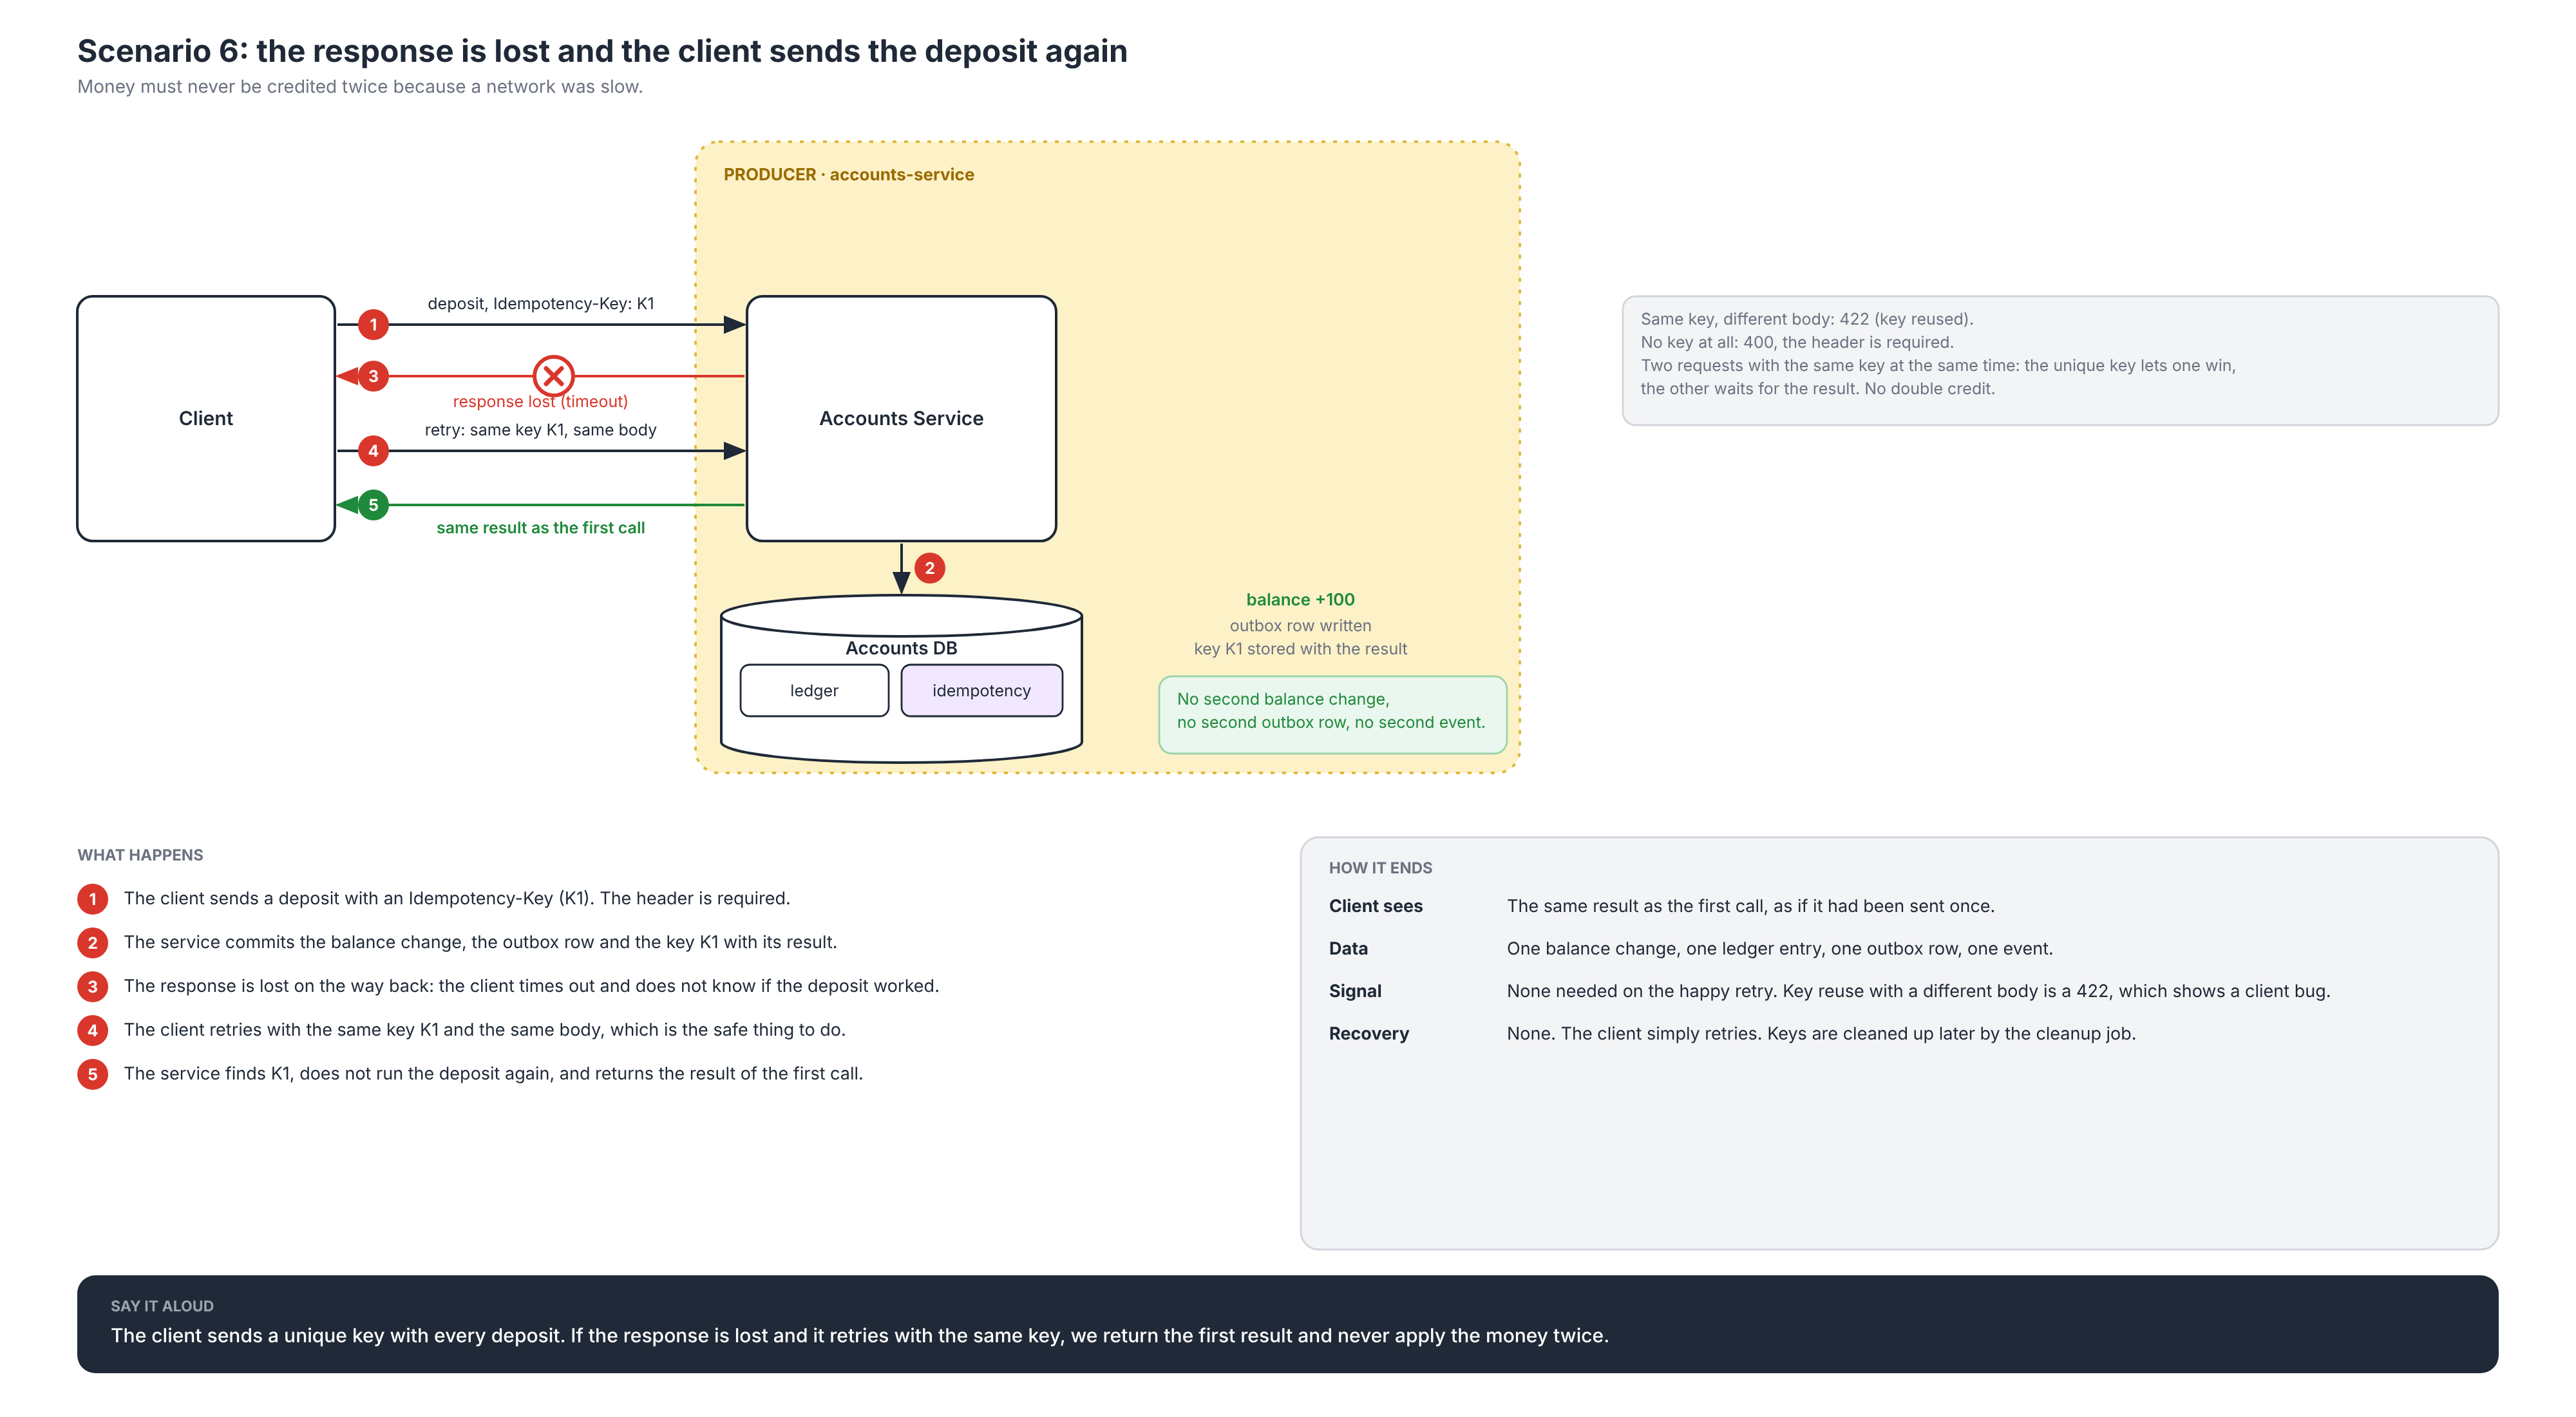 Scenario 6: the response is lost and the client sends the deposit again
Money must never be credited twice because a network was slow.
PRODUCER · accounts-service
Client
1
deposit, Idempotency-Key: K1
3
response lost (timeout)
retry: same key K1, same body
4
5
same result as the first call
Accounts Service
2
Accounts DB
ledger
idempotency
balance +100
outbox row written
key K1 stored with the result
No second balance change,
no second outbox row, no second event.
Same key, different body: 422 (key reused).
No key at all: 400, the header is required.
Two requests with the same key at the same time: the unique key lets one win,
the other waits for the result. No double credit.
WHAT HAPPENS
1 The client sends a deposit with an Idempotency-Key (K1). The header is required.
2 The service commits the balance change, the outbox row and the key K1 with its result.
3 The response is lost on the way back: the client times out and does not know if the deposit worked.
4 The client retries with the same key K1 and the same body, which is the safe thing to do.
5 The service finds K1, does not run the deposit again, and returns the result of the first call.
HOW IT ENDS
Client sees The same result as the first call, as if it had been sent once.
Data One balance change, one ledger entry, one outbox row, one event.
Signal None needed on the happy retry. Key reuse with a different body is a 422, which shows a client bug.
Recovery None. The client simply retries. Keys are cleaned up later by the cleanup job.
SAY IT ALOUD
The client sends a unique key with every deposit. If the response is lost and it retries with the same key, we return the first result and never apply the money twice.